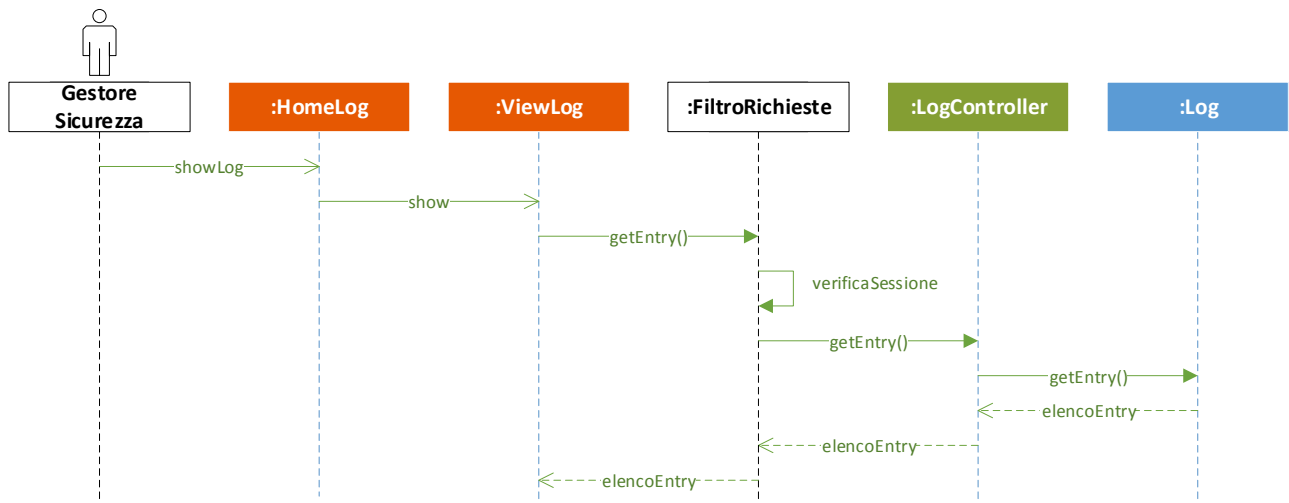 Gestore
Sicurezza
:HomeLog
:ViewLog
:FiltroRichieste
:LogController
:Log
showLog
show
getEntry()
verificaSessione
getEntry()
getEntry()
elencoEntry
elencoEntry
elencoEntry